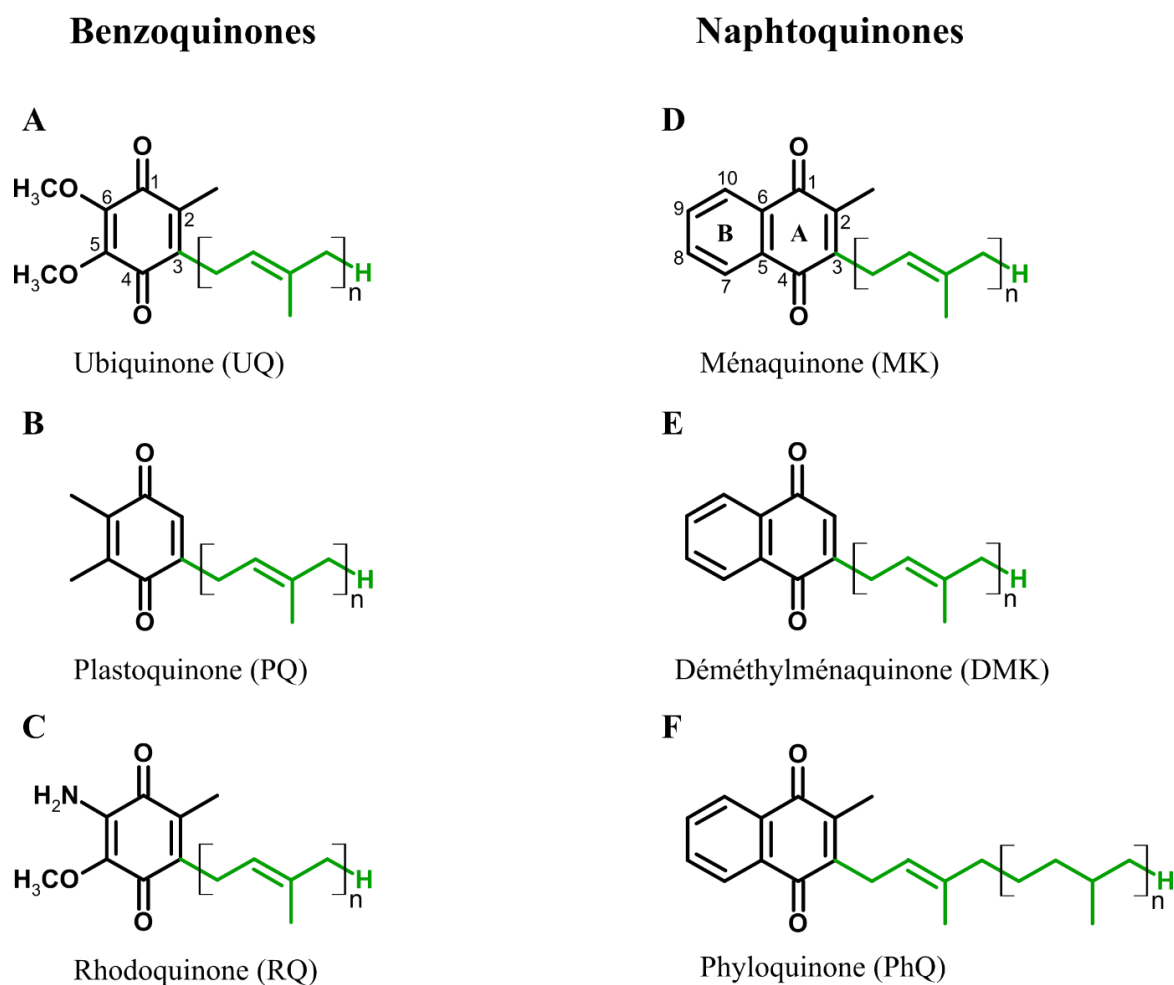 Benzoquinones
Naphtoquinones
A
O
H₃CO
H₃CO
1
2
3
4
5
6
O
n
H
Ubiquinone (UQ)
D
O
1
2
3
4
5
6
7
8
9
10
B
A
O
n
H
Ménaquinone (MK)
B
O
O
n
H
Plastoquinone (PQ)
E
O
O
n
H
Déméthylménaquinone (DMK)
C
O
H₂N
H₃CO
O
n
H
Rhodoquinone (RQ)
F
O
O
n
H
Phyloquinone (PhQ)